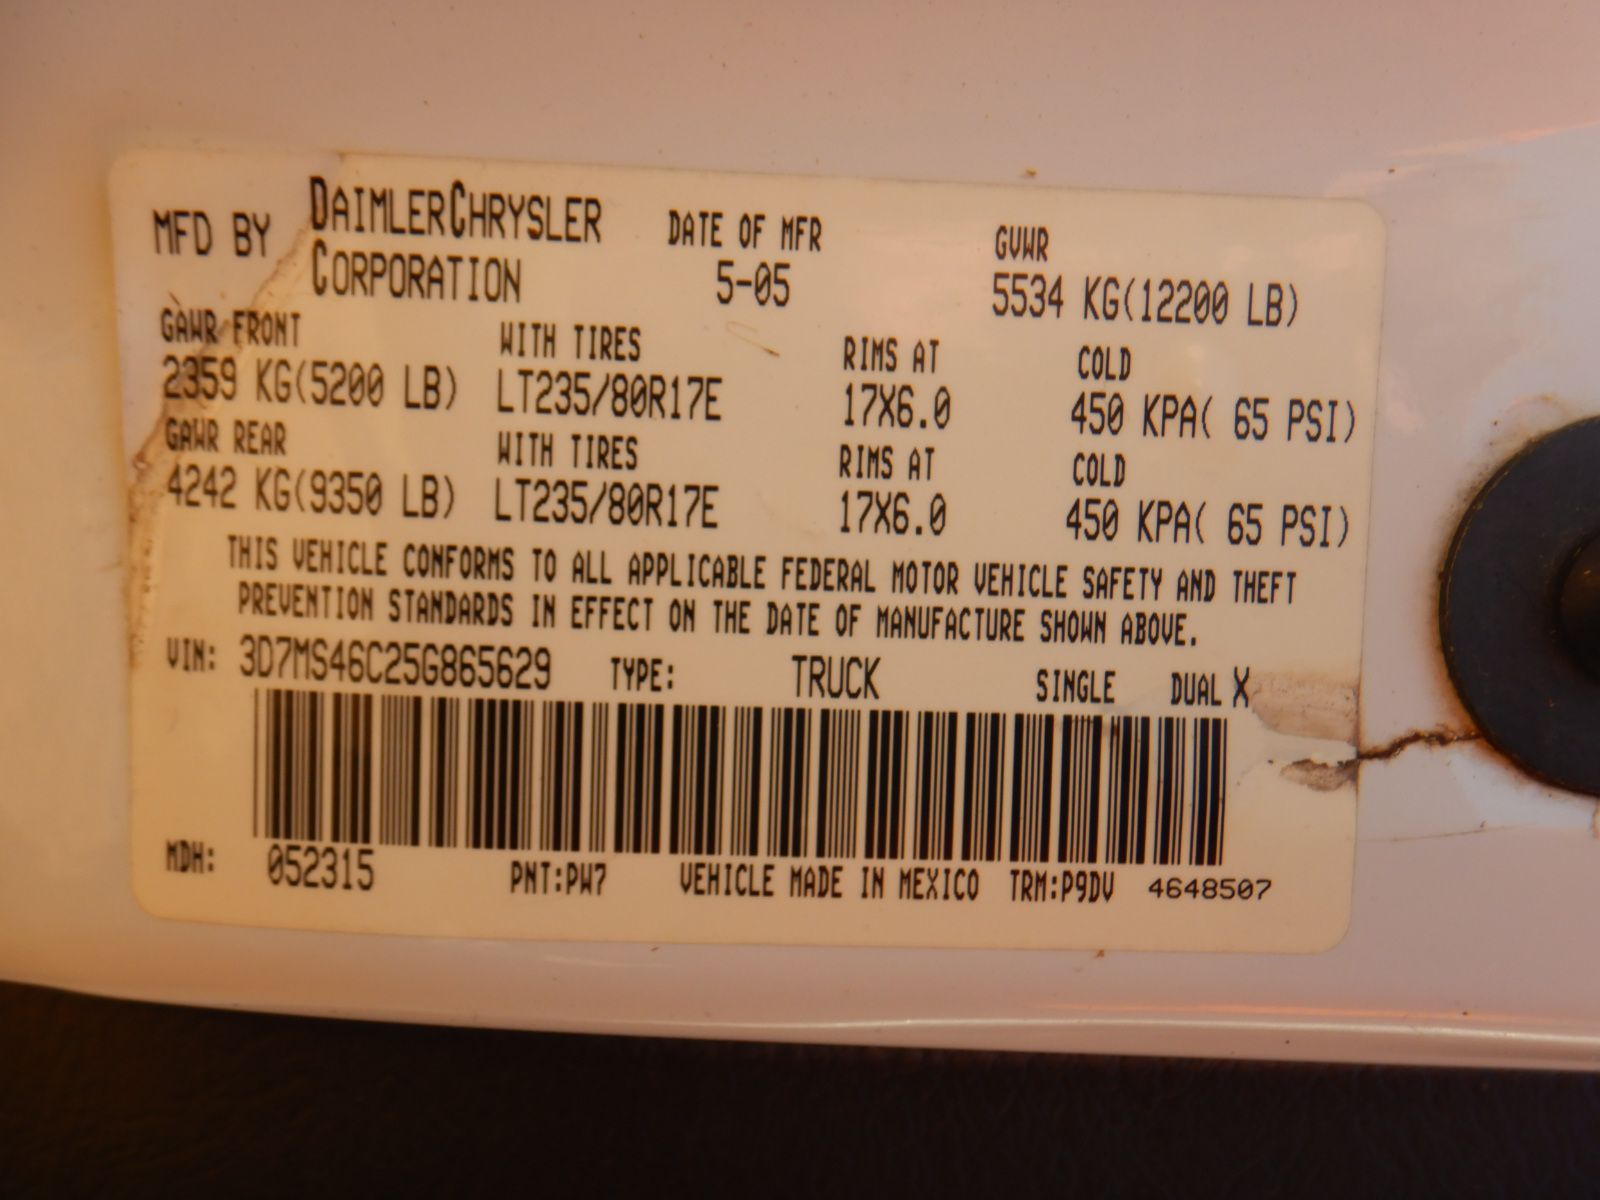 MFD BY DAIMLERCHRYSLER CORPORATION DATE OF MFR 5-05 GVWR 5534 KG(12200 LB)
GAWR FRONT WITH TIRES RIMS AT COLD
2359 KG(5200 LB) LT235/80R17E 17X6.0 450 KPA( 65 PSI)
GAWR REAR WITH TIRES RIMS AT COLD
4242 KG(9350 LB) LT235/80R17E 17X6.0 450 KPA( 65 PSI)
THIS VEHICLE CONFORMS TO ALL APPLICABLE FEDERAL MOTOR VEHICLE SAFETY AND THEFT
PREVENTION STANDARDS IN EFFECT ON THE DATE OF MANUFACTURE SHOWN ABOVE.
VIN: 3D7MS46C25G865629 TYPE: TRUCK SINGLE DUAL X
MDH: 052315 PNT:PW7 VEHICLE MADE IN MEXICO TRM:P9DV 4648507